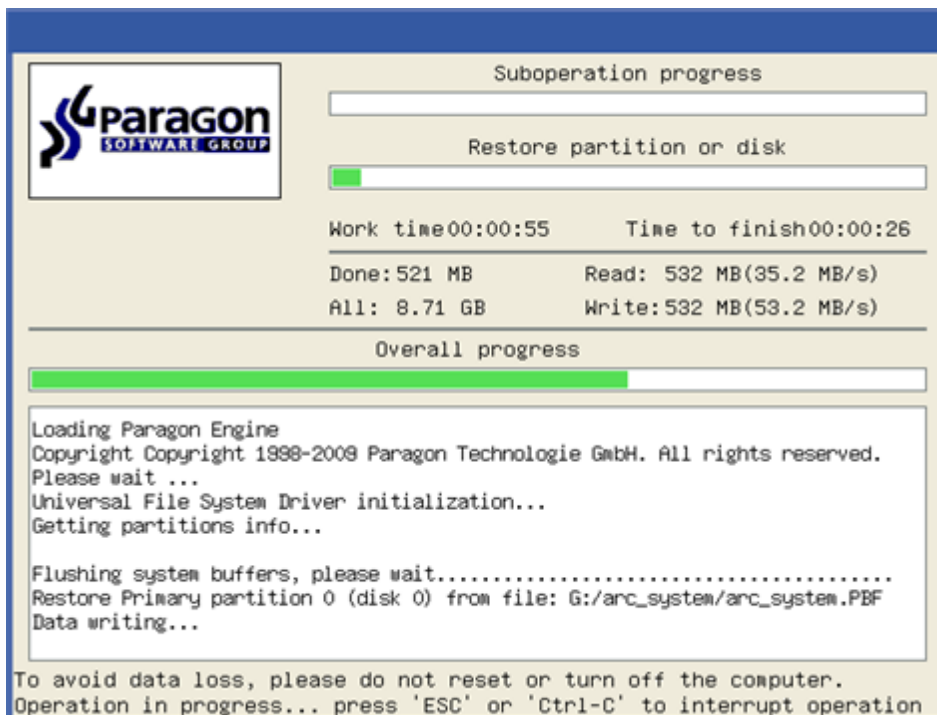 Paragon
SOFTWARE GROUP
Suboperation progress
Restore partition or disk
Work time00:00:55 Time to finish00:00:26
Done:521 MB Read: 532 MB(35.2 MB/s)
All: 8.71 GB Write:532 MB(53.2 MB/s)
Overall progress
Loading Paragon Engine
Copyright Copyright 1998-2009 Paragon Technologie GmbH. All rights reserved.
Please wait ...
Universal File System Driver initialization...
Getting partitions info...
Flushing system buffers, please wait.......................................
Restore Primary partition 0 (disk 0) from file: G:/arc_system/arc_system.PBF
Data writing...
To avoid data loss, please do not reset or turn off the computer.
Operation in progress... press 'ESC' or 'Ctrl-C' to interrupt operation